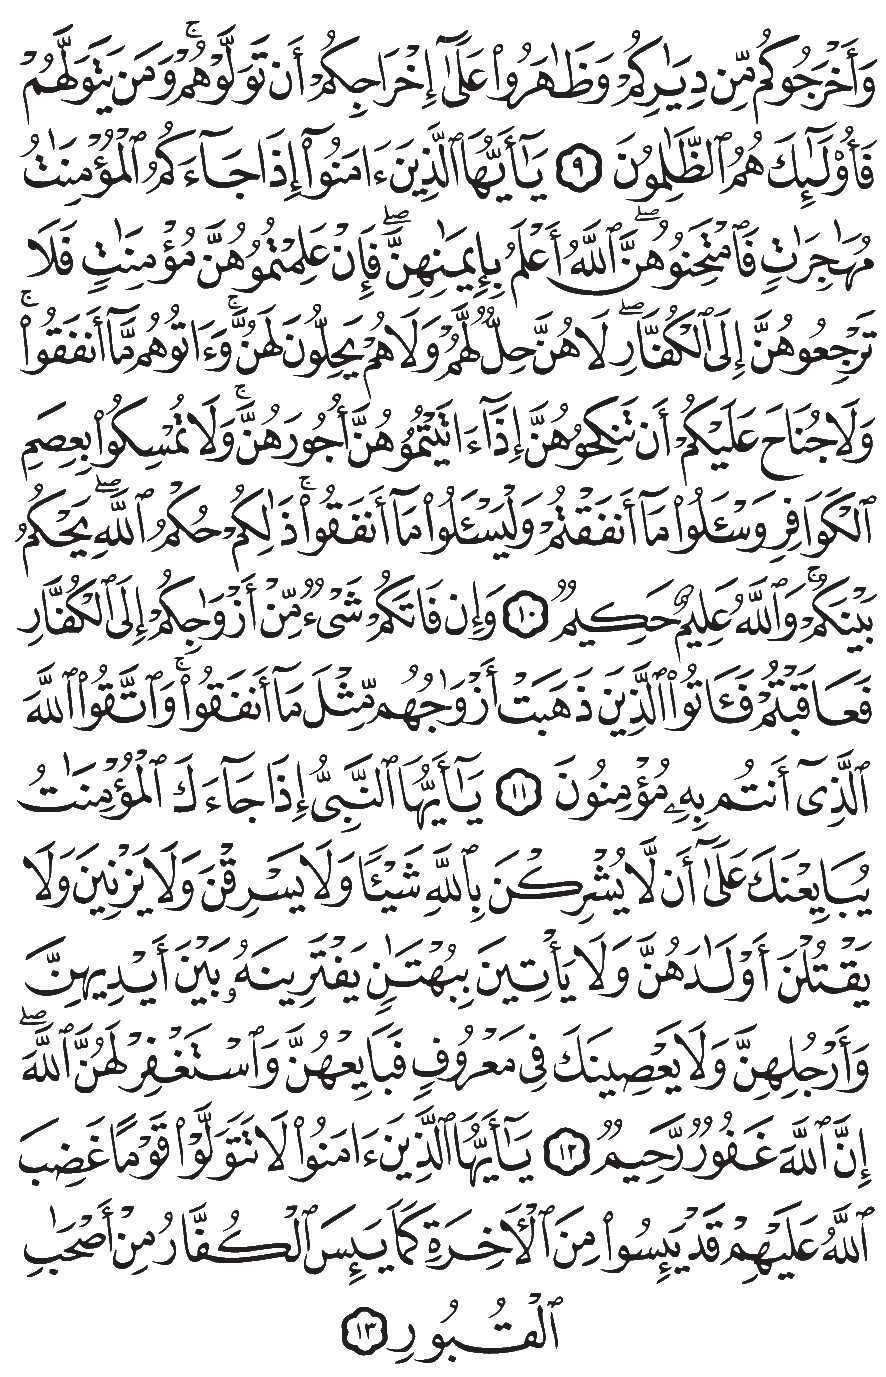 وَأَخْرَجُوكُم مِّن دِيَٰرِكُمْ وَظَٰهَرُوا۟ عَلَىٰٓ إِخْرَاجِكُمْ أَن تَوَلَّوْهُمْ ۚ وَمَن يَتَوَلَّهُمْ
فَأُو۟لَٰٓئِكَ هُمُ ٱلظَّٰلِمُونَ ٩ يَٰٓأَيُّهَا ٱلَّذِينَ ءَامَنُوٓا۟ إِذَا جَآءَكُمُ ٱلْمُؤْمِنَٰتُ
مُهَٰجِرَٰتٍ فَٱمْتَحِنُوهُنَّ ۖ ٱللَّهُ أَعْلَمُ بِإِيمَٰنِهِنَّ ۖ فَإِنْ عَلِمْتُمُوهُنَّ مُؤْمِنَٰتٍ فَلَا
تَرْجِعُوهُنَّ إِلَى ٱلْكُفَّارِ ۖ لَا هُنَّ حِلٌّ لَّهُمْ وَلَا هُمْ يَحِلُّونَ لَهُنَّ ۖ وَءَاتُوهُم مَّآ أَنفَقُوا۟ ۚ
وَلَا جُنَاحَ عَلَيْكُمْ أَن تَنكِحُوهُنَّ إِذَآ ءَاتَيْتُمُوهُنَّ أُجُورَهُنَّ ۚ وَلَا تُمْسِكُوا۟ بِعِصَمِ
ٱلْكَوَافِرِ وَسْـَٔلُوا۟ مَآ أَنفَقْتُمْ وَلْيَسْـَٔلُوا۟ مَآ أَنفَقُوا۟ ۚ ذَٰلِكُمْ حُكْمُ ٱللَّهِ ۖ يَحْكُمُ
بَيْنَكُمْ ۚ وَٱللَّهُ عَلِيمٌ حَكِيمٌ ١٠ وَإِن فَاتَكُمْ شَىْءٌ مِّنْ أَزْوَٰجِكُمْ إِلَى ٱلْكُفَّارِ
فَعَاقَبْتُمْ فَـَٔاتُوا۟ ٱلَّذِينَ ذَهَبَتْ أَزْوَٰجُهُم مِّثْلَ مَآ أَنفَقُوا۟ ۚ وَٱتَّقُوا۟ ٱللَّهَ
ٱلَّذِىٓ أَنتُم بِهِۦ مُؤْمِنُونَ ١١ يَٰٓأَيُّهَا ٱلنَّبِىُّ إِذَا جَآءَكَ ٱلْمُؤْمِنَٰتُ
يُبَايِعْنَكَ عَلَىٰٓ أَن لَّا يُشْرِكْنَ بِٱللَّهِ شَيْـًٔا وَلَا يَسْرِقْنَ وَلَا يَزْنِينَ وَلَا
يَقْتُلْنَ أَوْلَٰدَهُنَّ وَلَا يَأْتِينَ بِبُهْتَٰنٍ يَفْتَرِينَهُۥ بَيْنَ أَيْدِيهِنَّ
وَأَرْجُلِهِنَّ وَلَا يَعْصِينَكَ فِى مَعْرُوفٍ فَبَايِعْهُنَّ وَٱسْتَغْفِرْ لَهُنَّ ٱللَّهَ ۖ
إِنَّ ٱللَّهَ غَفُورٌ رَّحِيمٌ ١٢ يَٰٓأَيُّهَا ٱلَّذِينَ ءَامَنُوا۟ لَا تَتَوَلَّوْا۟ قَوْمًا غَضِبَ
ٱللَّهُ عَلَيْهِمْ قَدْ يَئِسُوا۟ مِنَ ٱلْءَاخِرَةِ كَمَا يَئِسَ ٱلْكُفَّارُ مِنْ أَصْحَٰبِ
ٱلْقُبُورِ ١٣